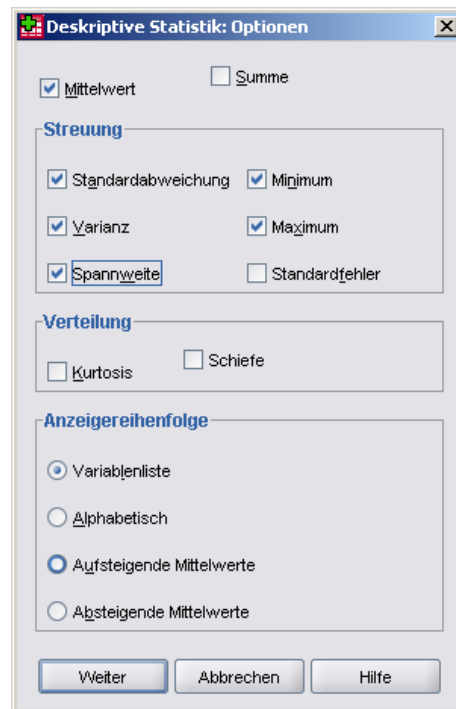 Deskriptive Statistik: Optionen
Mittelwert Summe
Streuung
Standardabweichung Minimum
Varianz Maximum
Spannweite Standardfehler
Verteilung
Kurtosis Schiefe
Anzeigereihenfolge
Variablenliste
Alphabetisch
Aufsteigende Mittelwerte
Absteigende Mittelwerte
Weiter Abbrechen Hilfe